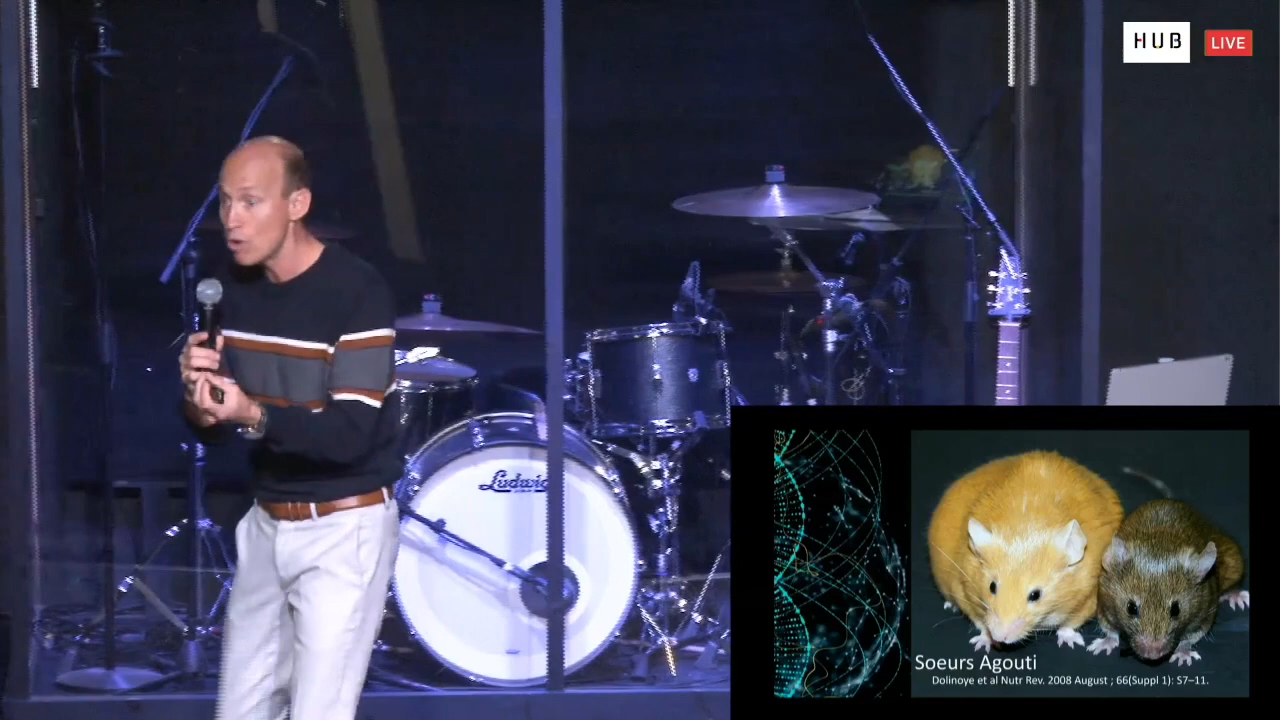 HUB LIVE
Ludwig
Soeurs Agouti
Dolinoye et al Nutr Rev. 2008 August ; 66(Suppl 1): S7–11.